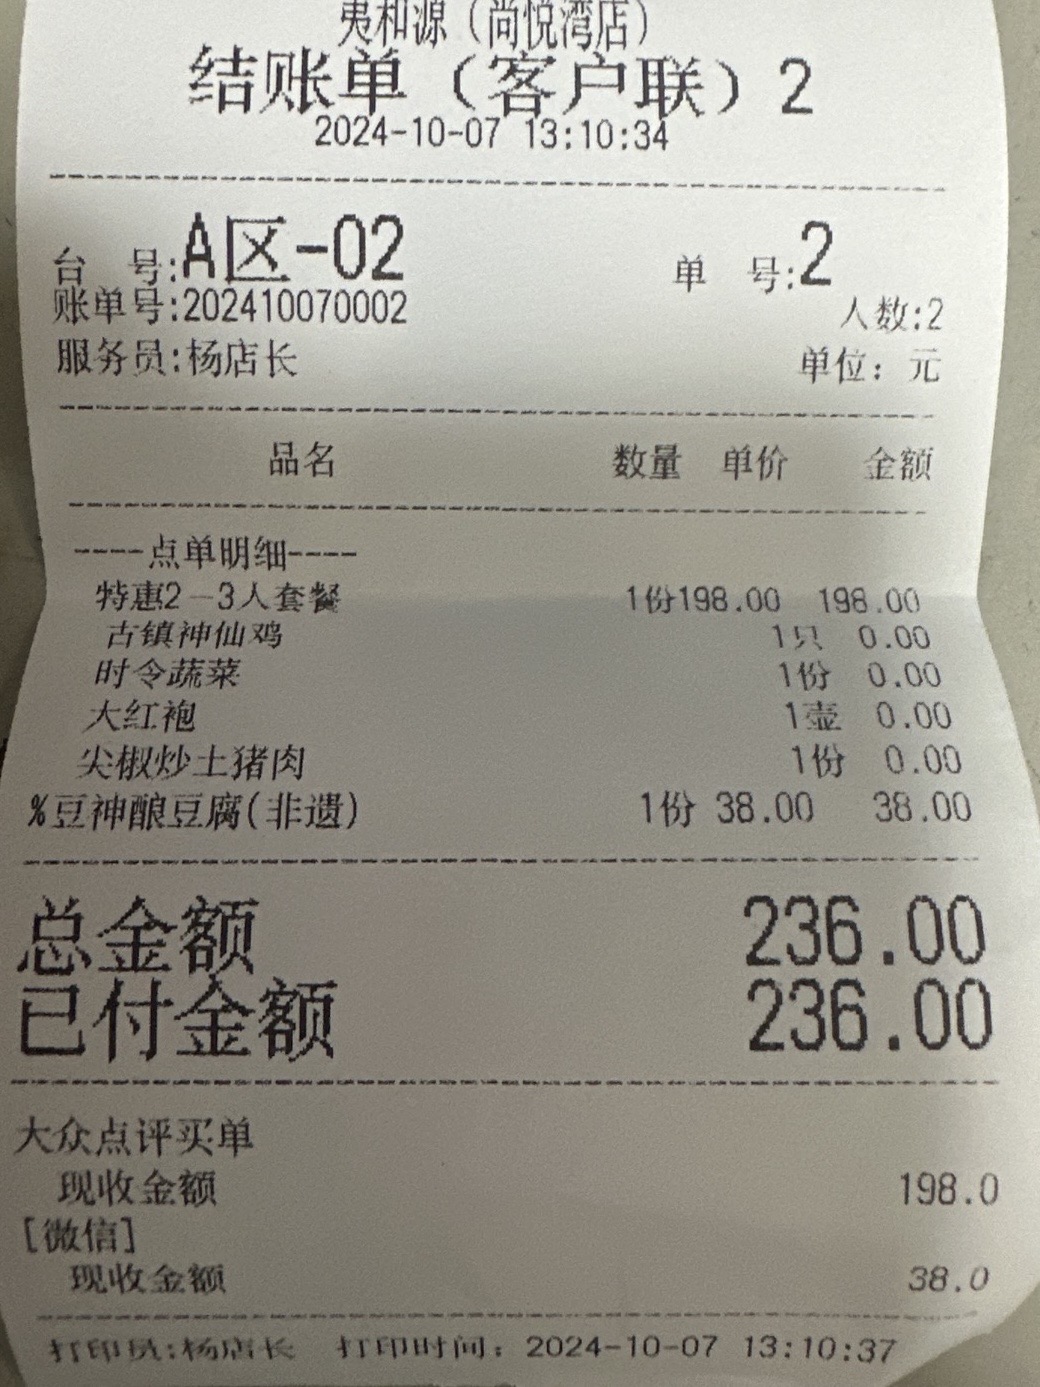 夷和源（尚悦湾店）
结账单（客户联）2
2024-10-07 13:10:34
台 号:A区-02 单 号:2
账单号:202410070002 人数:2
服务员:杨店长 单位：元
品名 数量 单价 金额
----点单明细----
特惠2－3人套餐 1份198.00 198.00
古镇神仙鸡 1只 0.00
时令蔬菜 1份 0.00
大红袍 1壶 0.00
尖椒炒土猪肉 1份 0.00
%豆神酿豆腐(非遗) 1份 38.00 38.00
总金额 236.00
已付金额 236.00
大众点评买单
现收金额 198.0
[微信]
现收金额 38.0
打印员:杨店长 打印时间：2024-10-07 13:10:37